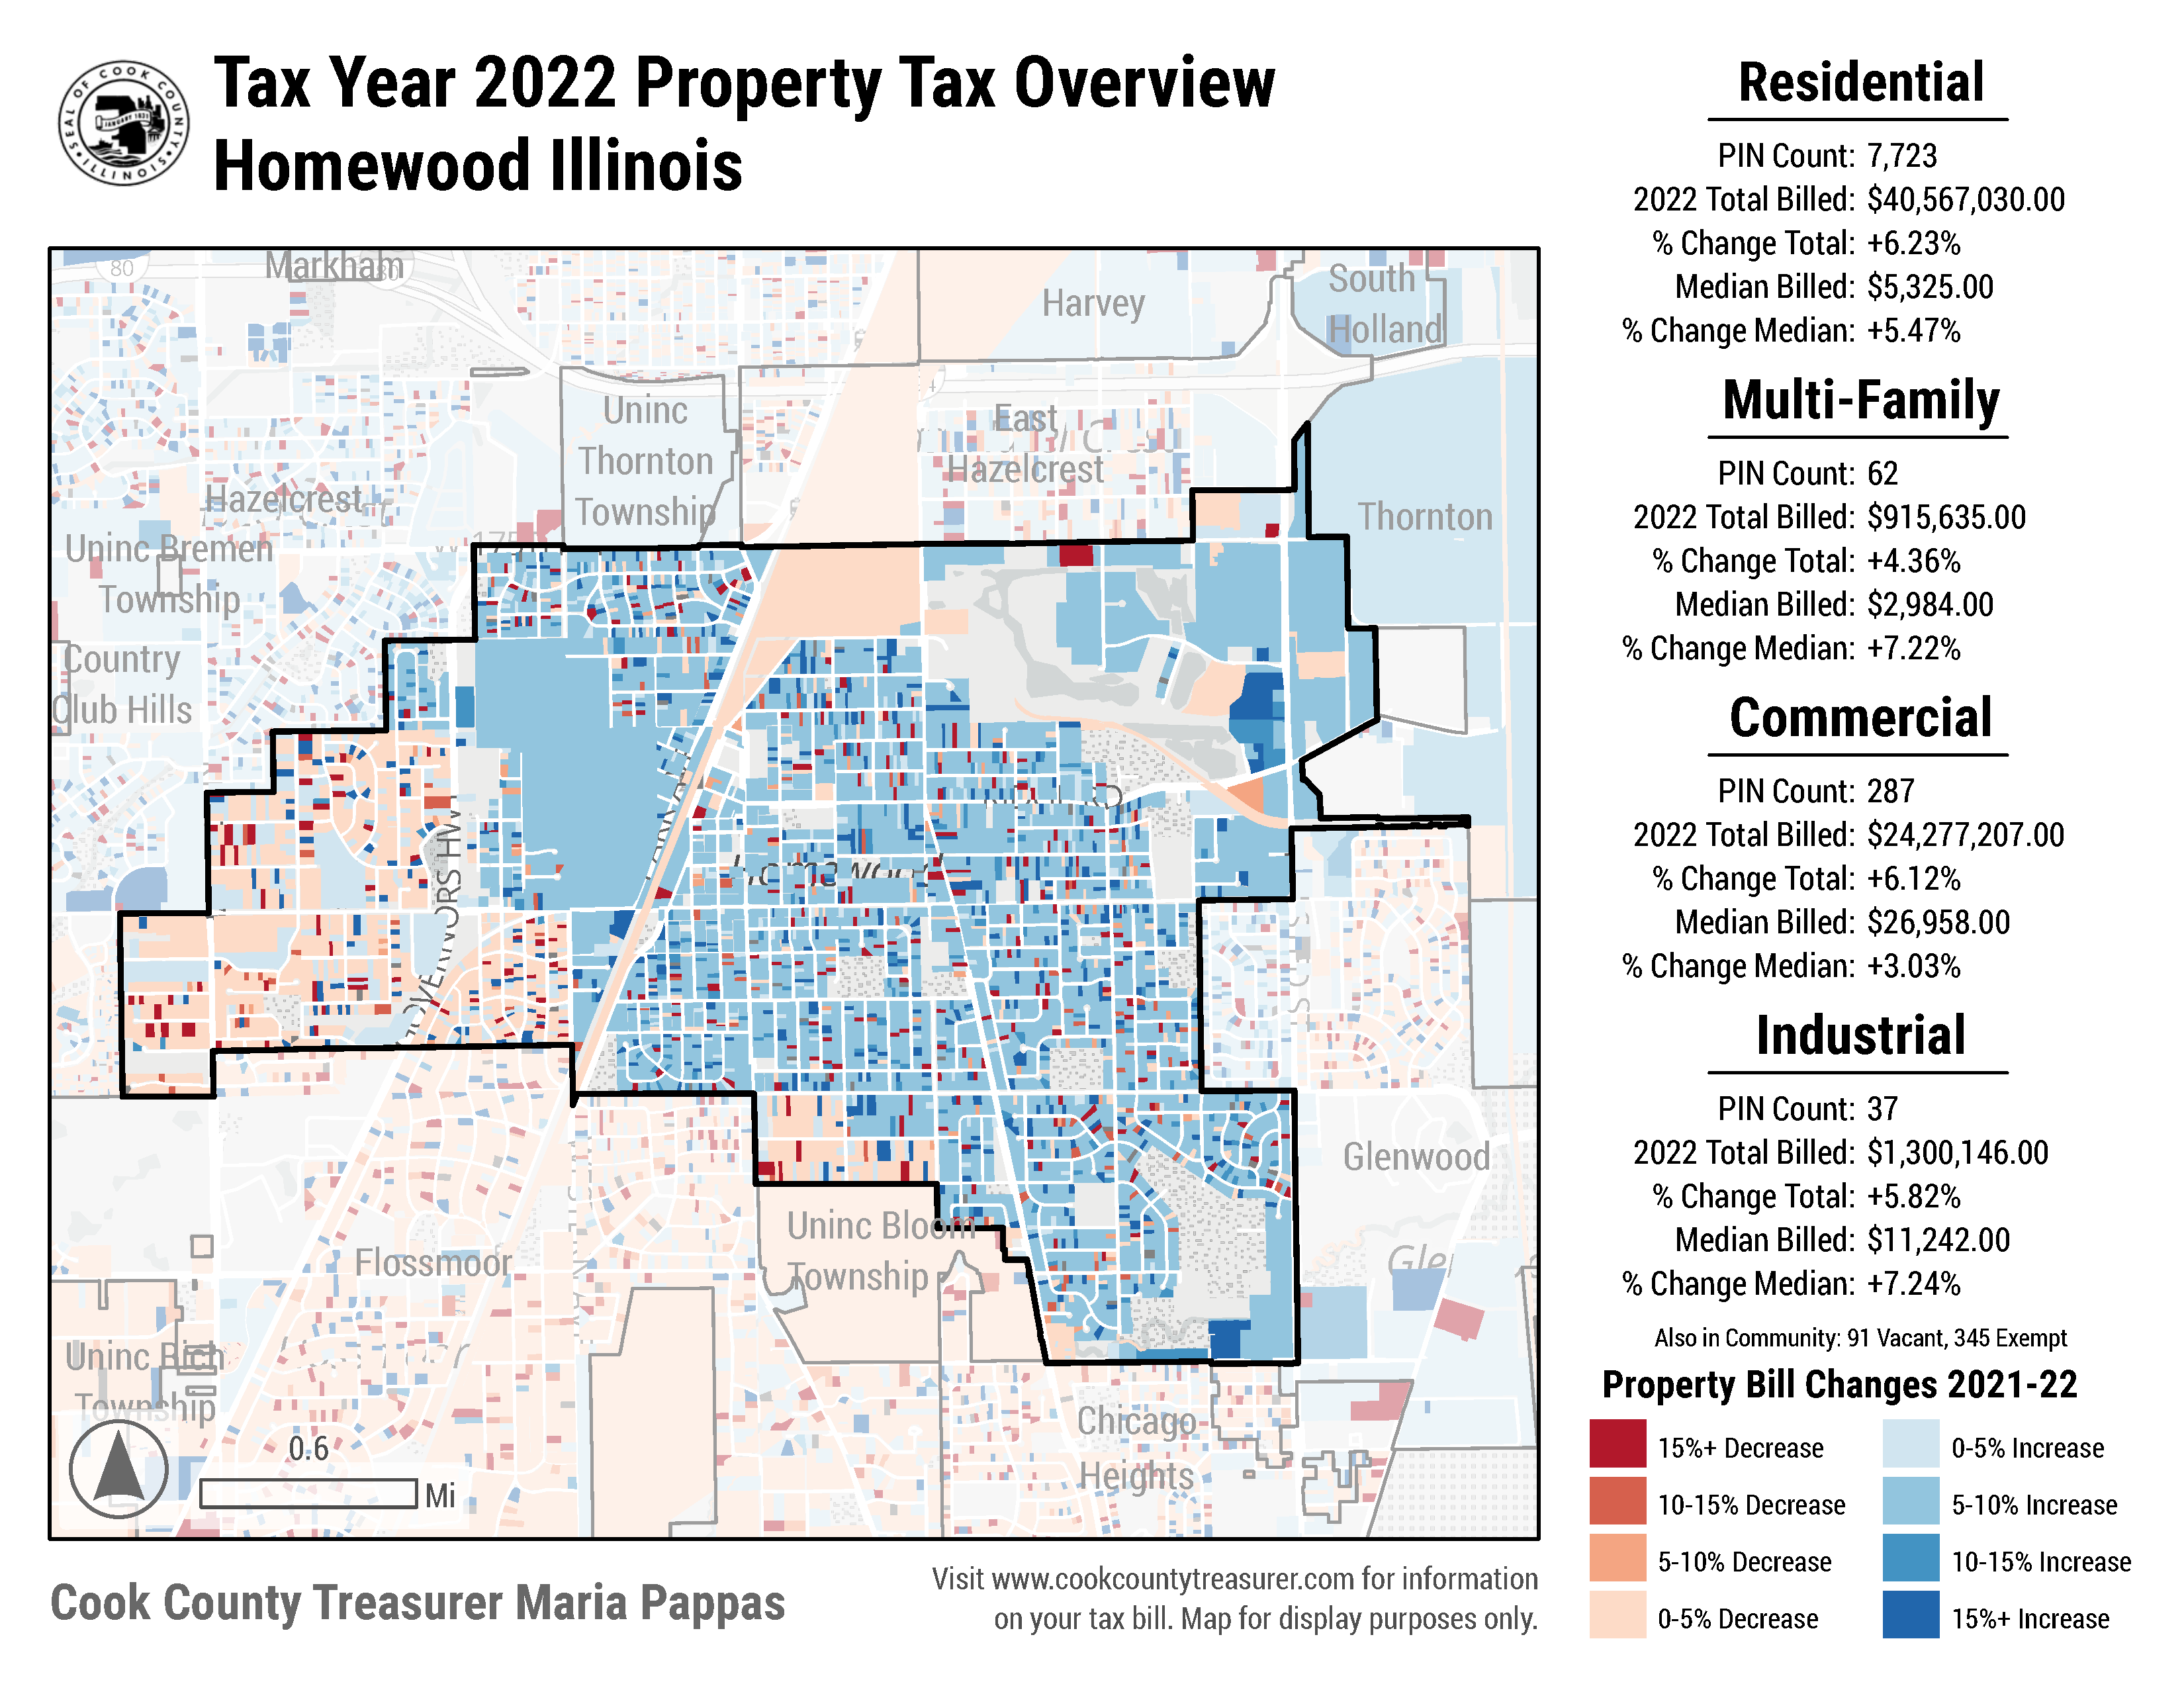 SEAL OF COOK COUNTY
ILLINOIS
JANUARY 1831
Tax Year 2022 Property Tax Overview
Homewood Illinois
80
Markham
80
Harvey
South
Holland
Uninc
Thornton
Township
East
Hazelcrest
Hazelcrest
Thornton
Uninc Bremen
Township
W 175
Country
Club Hills
GOVERNORS HW
Homewood
Glenwood
Uninc Bloom
Township
Flossmoor
Uninc Rich
Township
Chicago
Heights
0.6
Mi
Cook County Treasurer Maria Pappas
Visit www.cookcountytreasurer.com for information
on your tax bill. Map for display purposes only.
Residential
PIN Count: 7,723
2022 Total Billed: $40,567,030.00
% Change Total: +6.23%
Median Billed: $5,325.00
% Change Median: +5.47%
Multi-Family
PIN Count: 62
2022 Total Billed: $915,635.00
% Change Total: +4.36%
Median Billed: $2,984.00
% Change Median: +7.22%
Commercial
PIN Count: 287
2022 Total Billed: $24,277,207.00
% Change Total: +6.12%
Median Billed: $26,958.00
% Change Median: +3.03%
Industrial
PIN Count: 37
2022 Total Billed: $1,300,146.00
% Change Total: +5.82%
Median Billed: $11,242.00
% Change Median: +7.24%
Also in Community: 91 Vacant, 345 Exempt
Property Bill Changes 2021-22
15%+ Decrease
10-15% Decrease
5-10% Decrease
0-5% Decrease
0-5% Increase
5-10% Increase
10-15% Increase
15%+ Increase